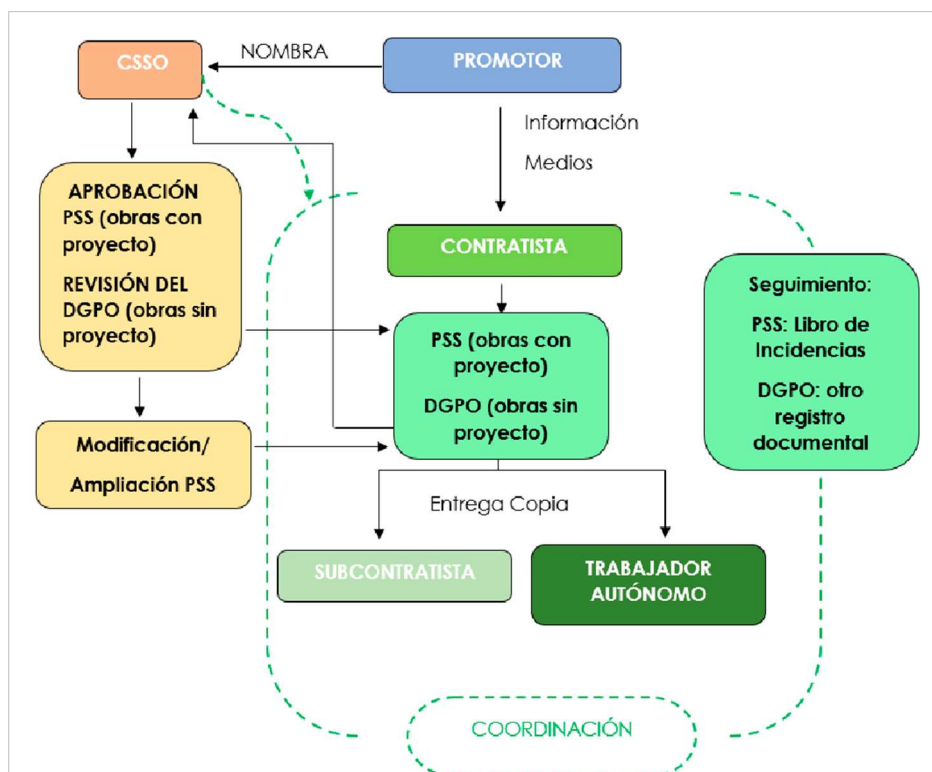 CSSO
NOMBRA
PROMOTOR
Información
Medios
APROBACIÓN
PSS (obras con
proyecto)
REVISIÓN DEL
DGPO (obras sin
proyecto)
CONTRATISTA
PSS (obras con
proyecto)
DGPO (obras sin
proyecto)
Seguimiento:
PSS: Libro de
Incidencias
DGPO: otro
registro
documental
Modificación/
Ampliación PSS
Entrega Copia
SUBCONTRATISTA
TRABAJADOR
AUTÓNOMO
COORDINACIÓN